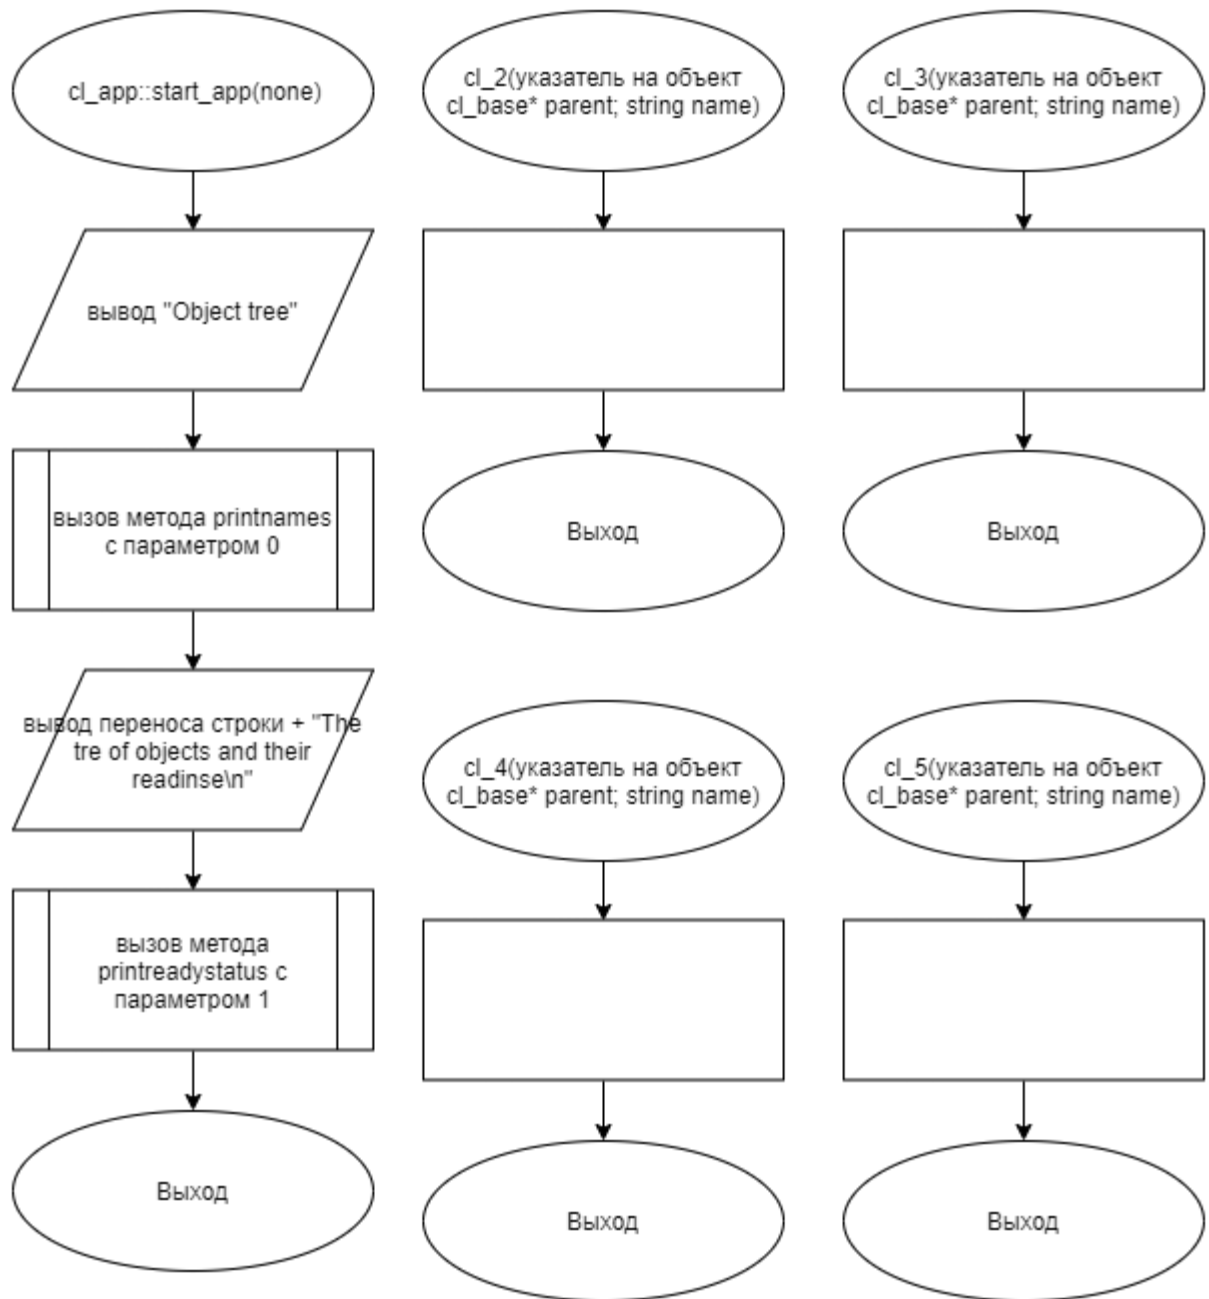 cl_app::start_app(none)
вывод "Object tree"
вызов метода printnames
с параметром 0
вывод переноса строки + "The
tre of objects and their
readinse\n"
вызов метода
printreadystatus с
параметром 1
Выход
cl_2(указатель на объект
cl_base* parent; string name)
Выход
cl_3(указатель на объект
cl_base* parent; string name)
Выход
cl_4(указатель на объект
cl_base* parent; string name)
Выход
cl_5(указатель на объект
cl_base* parent; string name)
Выход